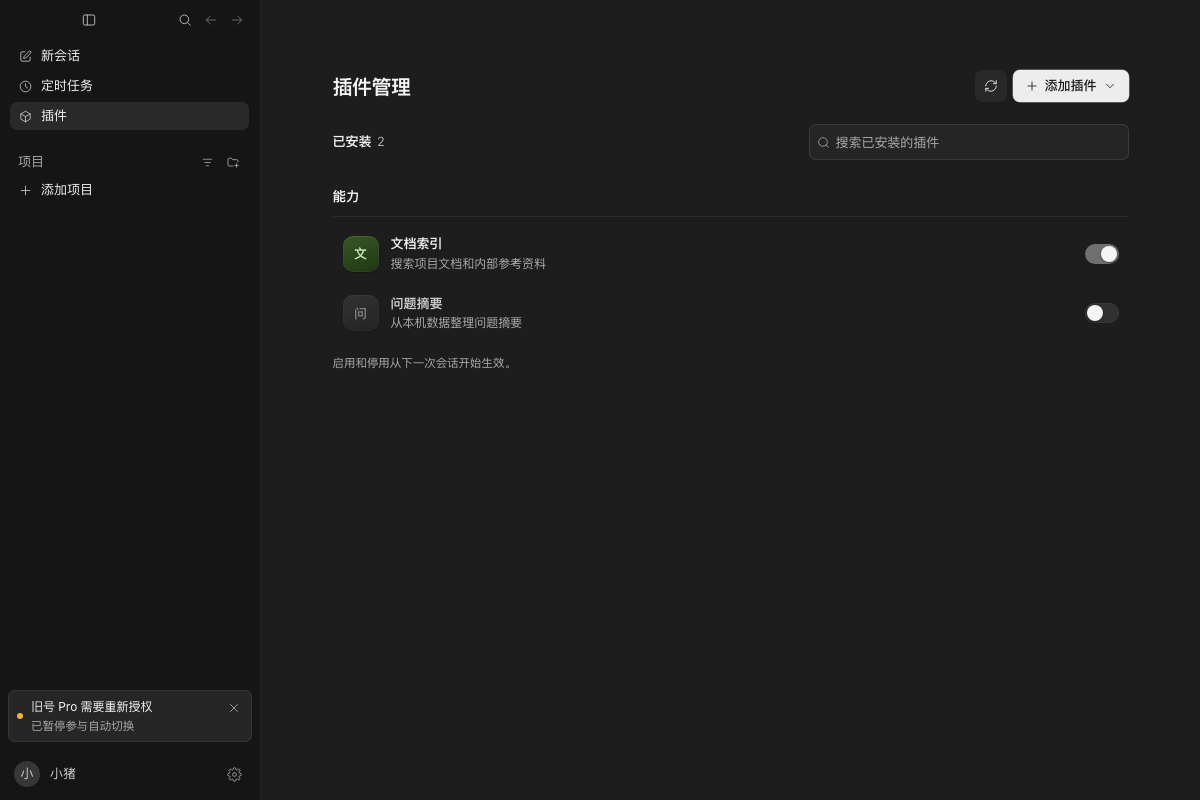 新会话
定时任务
插件
项目
添加项目
旧号 Pro 需要重新授权
已暂停参与自动切换
小 小猪
插件管理
添加插件
已安装 2
搜索已安装的插件
能力
文
文档索引
搜索项目文档和内部参考资料
问
问题摘要
从本机数据整理问题摘要
启用和停用从下一次会话开始生效。